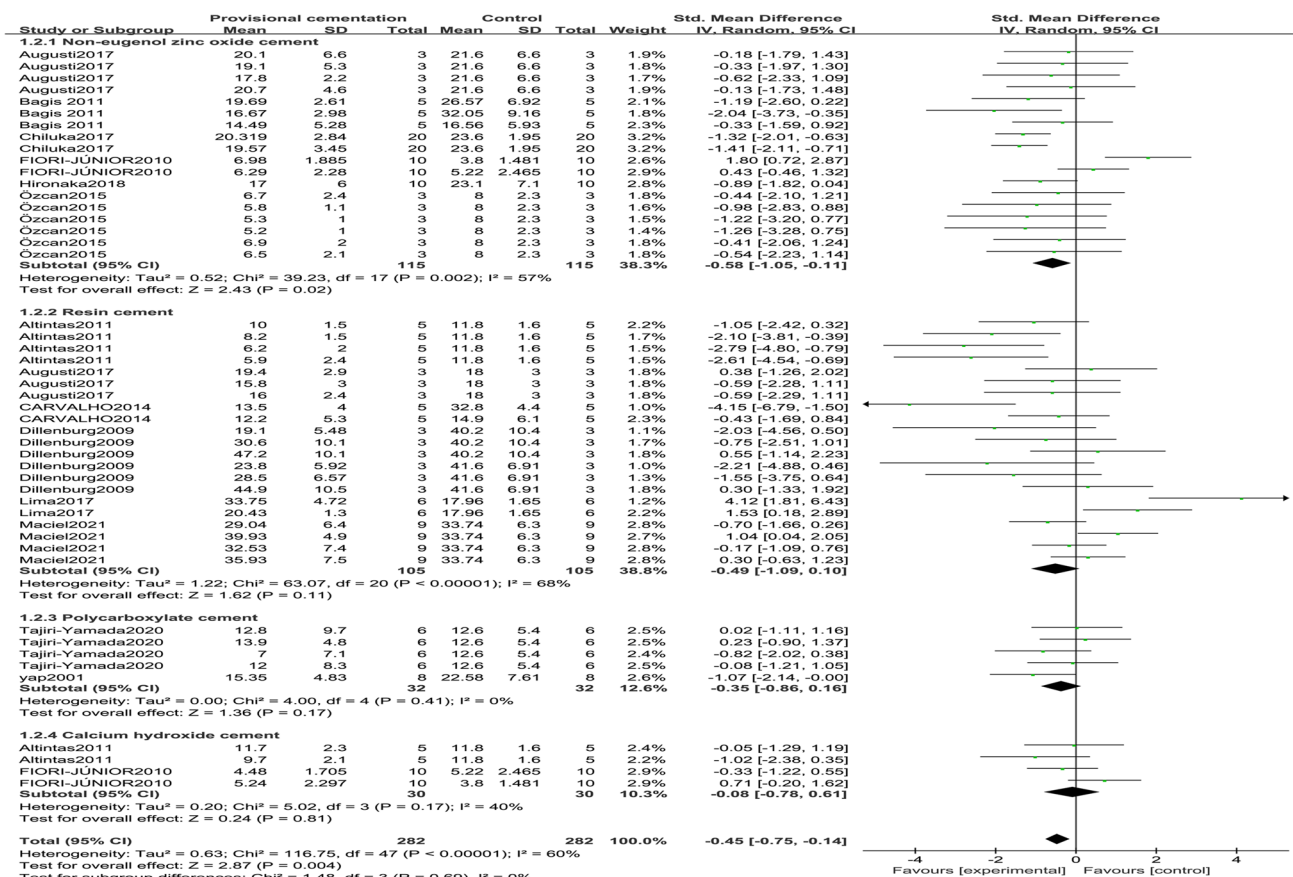 Provisional cementation Control Std. Mean Difference Std. Mean Difference
Study or Subgroup Mean SD Total Mean SD Total Weight IV. Random. 95% CI IV. Random. 95% CI
1.2.1 Non-eugenol zinc oxide cement
Augusti2017 20.1 6.6 3 21.6 6.6 3 1.9% -0.18 [-1.79, 1.43]
Augusti2017 19.1 5.3 3 21.6 6.6 3 1.8% -0.33 [-1.97, 1.30]
Augusti2017 17.8 2.2 3 21.6 6.6 3 1.7% -0.62 [-2.33, 1.09]
Augusti2017 20.7 4.6 3 21.6 6.6 3 1.9% -0.13 [-1.73, 1.48]
Bagis 2011 19.69 2.61 5 26.57 6.92 5 2.1% -1.19 [-2.60, 0.22]
Bagis 2011 16.67 2.98 5 32.05 9.16 5 1.8% -2.04 [-3.73, -0.35]
Bagis 2011 14.49 5.28 5 16.56 5.93 5 2.3% -0.33 [-1.59, 0.92]
Chiluka2017 20.319 2.84 20 23.6 1.95 20 3.2% -1.32 [-2.01, -0.63]
Chiluka2017 19.57 3.45 20 23.6 1.95 20 3.2% -1.41 [-2.11, -0.71]
FIORI-JÚNIOR2010 6.98 1.885 10 3.8 1.481 10 2.6% 1.80 [0.72, 2.87]
FIORI-JÚNIOR2010 6.29 2.28 10 5.22 2.465 10 2.9% 0.43 [-0.46, 1.32]
Hironaka2018 17 6 10 23.1 7.1 10 2.8% -0.89 [-1.82, 0.04]
Özcan2015 6.7 2.4 3 8 2.3 3 1.8% -0.44 [-2.10, 1.21]
Özcan2015 5.8 1.1 3 8 2.3 3 1.6% -0.98 [-2.83, 0.88]
Özcan2015 5.3 1 3 8 2.3 3 1.5% -1.22 [-3.20, 0.77]
Özcan2015 5.2 1 3 8 2.3 3 1.4% -1.26 [-3.28, 0.75]
Özcan2015 6.9 2 3 8 2.3 3 1.8% -0.41 [-2.06, 1.24]
Özcan2015 6.5 2.1 3 8 2.3 3 1.8% -0.54 [-2.23, 1.14]
Subtotal (95% CI) 115 115 38.3% -0.58 [-1.05, -0.11]
Heterogeneity: Tau² = 0.52; Chi² = 39.23, df = 17 (P = 0.002); I² = 57%
Test for overall effect: Z = 2.43 (P = 0.02)
1.2.2 Resin cement
Altintas2011 10 1.5 5 11.8 1.6 5 2.2% -1.05 [-2.42, 0.32]
Altintas2011 8.2 1.5 5 11.8 1.6 5 1.7% -2.10 [-3.81, -0.39]
Altintas2011 6.2 2 5 11.8 1.6 5 1.5% -2.79 [-4.80, -0.79]
Altintas2011 5.9 2.4 5 11.8 1.6 5 1.5% -2.61 [-4.54, -0.69]
Augusti2017 19.4 2.9 3 18 3 3 1.8% 0.38 [-1.26, 2.02]
Augusti2017 15.8 3 3 18 3 3 1.8% -0.59 [-2.28, 1.11]
Augusti2017 16 2.4 3 18 3 3 1.8% -0.59 [-2.29, 1.11]
CARVALHO2014 13.5 4 5 32.8 4.4 5 1.0% -4.15 [-6.79, -1.50]
CARVALHO2014 12.2 5.3 5 14.9 6.1 5 2.3% -0.43 [-1.69, 0.84]
Dillenburg2009 19.1 5.48 3 40.2 10.4 3 1.1% -2.03 [-4.56, 0.50]
Dillenburg2009 30.6 10.1 3 40.2 10.4 3 1.7% -0.75 [-2.51, 1.01]
Dillenburg2009 47.2 10.1 3 40.2 10.4 3 1.8% 0.55 [-1.14, 2.23]
Dillenburg2009 23.8 5.92 3 41.6 6.91 3 1.0% -2.21 [-4.88, 0.46]
Dillenburg2009 28.5 6.57 3 41.6 6.91 3 1.3% -1.55 [-3.75, 0.64]
Dillenburg2009 44.9 10.5 3 41.6 6.91 3 1.9% 0.30 [-1.33, 1.92]
Lima2017 33.75 4.72 6 17.96 1.65 6 1.2% 4.12 [1.81, 6.43]
Lima2017 20.43 1.3 6 17.96 1.65 6 2.2% 1.53 [0.18, 2.89]
Maciel2021 29.04 6.4 9 33.74 6.3 9 2.8% -0.70 [-1.66, 0.26]
Maciel2021 39.93 4.9 9 33.74 6.3 9 2.7% 1.04 [0.04, 2.05]
Maciel2021 32.53 7.4 9 33.74 6.3 9 2.8% -0.17 [-1.09, 0.76]
Maciel2021 35.93 7.5 9 33.74 6.3 9 2.8% 0.30 [-0.63, 1.23]
Subtotal (95% CI) 105 105 38.8% -0.49 [-1.09, 0.10]
Heterogeneity: Tau² = 1.22; Chi² = 63.07, df = 20 (P < 0.00001); I² = 68%
Test for overall effect: Z = 1.62 (P = 0.11)
1.2.3 Polycarboxylate cement
Tajiri-Yamada2020 12.8 9.7 6 12.6 5.4 6 2.5% 0.02 [-1.11, 1.16]
Tajiri-Yamada2020 13.9 4.8 6 12.6 5.4 6 2.5% 0.23 [-0.90, 1.37]
Tajiri-Yamada2020 7 7.1 6 12.6 5.4 6 2.4% -0.82 [-2.02, 0.38]
Tajiri-Yamada2020 12 8.3 6 12.6 5.4 6 2.5% -0.08 [-1.21, 1.05]
yap2001 15.35 4.83 8 22.58 7.61 8 2.6% -1.07 [-2.14, -0.00]
Subtotal (95% CI) 32 32 12.6% -0.35 [-0.86, 0.16]
Heterogeneity: Tau² = 0.00; Chi² = 4.00, df = 4 (P = 0.41); I² = 0%
Test for overall effect: Z = 1.36 (P = 0.17)
1.2.4 Calcium hydroxide cement
Altintas2011 11.7 2.3 5 11.8 1.6 5 2.4% -0.05 [-1.29, 1.19]
Altintas2011 9.7 2.1 5 11.8 1.6 5 2.2% -1.02 [-2.38, 0.35]
FIORI-JÚNIOR2010 4.48 1.705 10 5.22 2.465 10 2.9% -0.33 [-1.22, 0.55]
FIORI-JÚNIOR2010 5.24 2.297 10 3.8 1.481 10 2.9% 0.71 [-0.20, 1.62]
Subtotal (95% CI) 30 30 10.3% -0.08 [-0.78, 0.61]
Heterogeneity: Tau² = 0.20; Chi² = 5.02, df = 3 (P = 0.17); I² = 40%
Test for overall effect: Z = 0.24 (P = 0.81)
Total (95% CI) 282 282 100.0% -0.45 [-0.75, -0.14]
Heterogeneity: Tau² = 0.63; Chi² = 116.75, df = 47 (P < 0.00001); I² = 60%
Test for overall effect: Z = 2.87 (P = 0.004)
Test for subgroup differences: Chi² = 1.48, df = 3 (P = 0.69), I² = 0%
-4 -2 0 2 4
Favours [experimental] Favours [control]